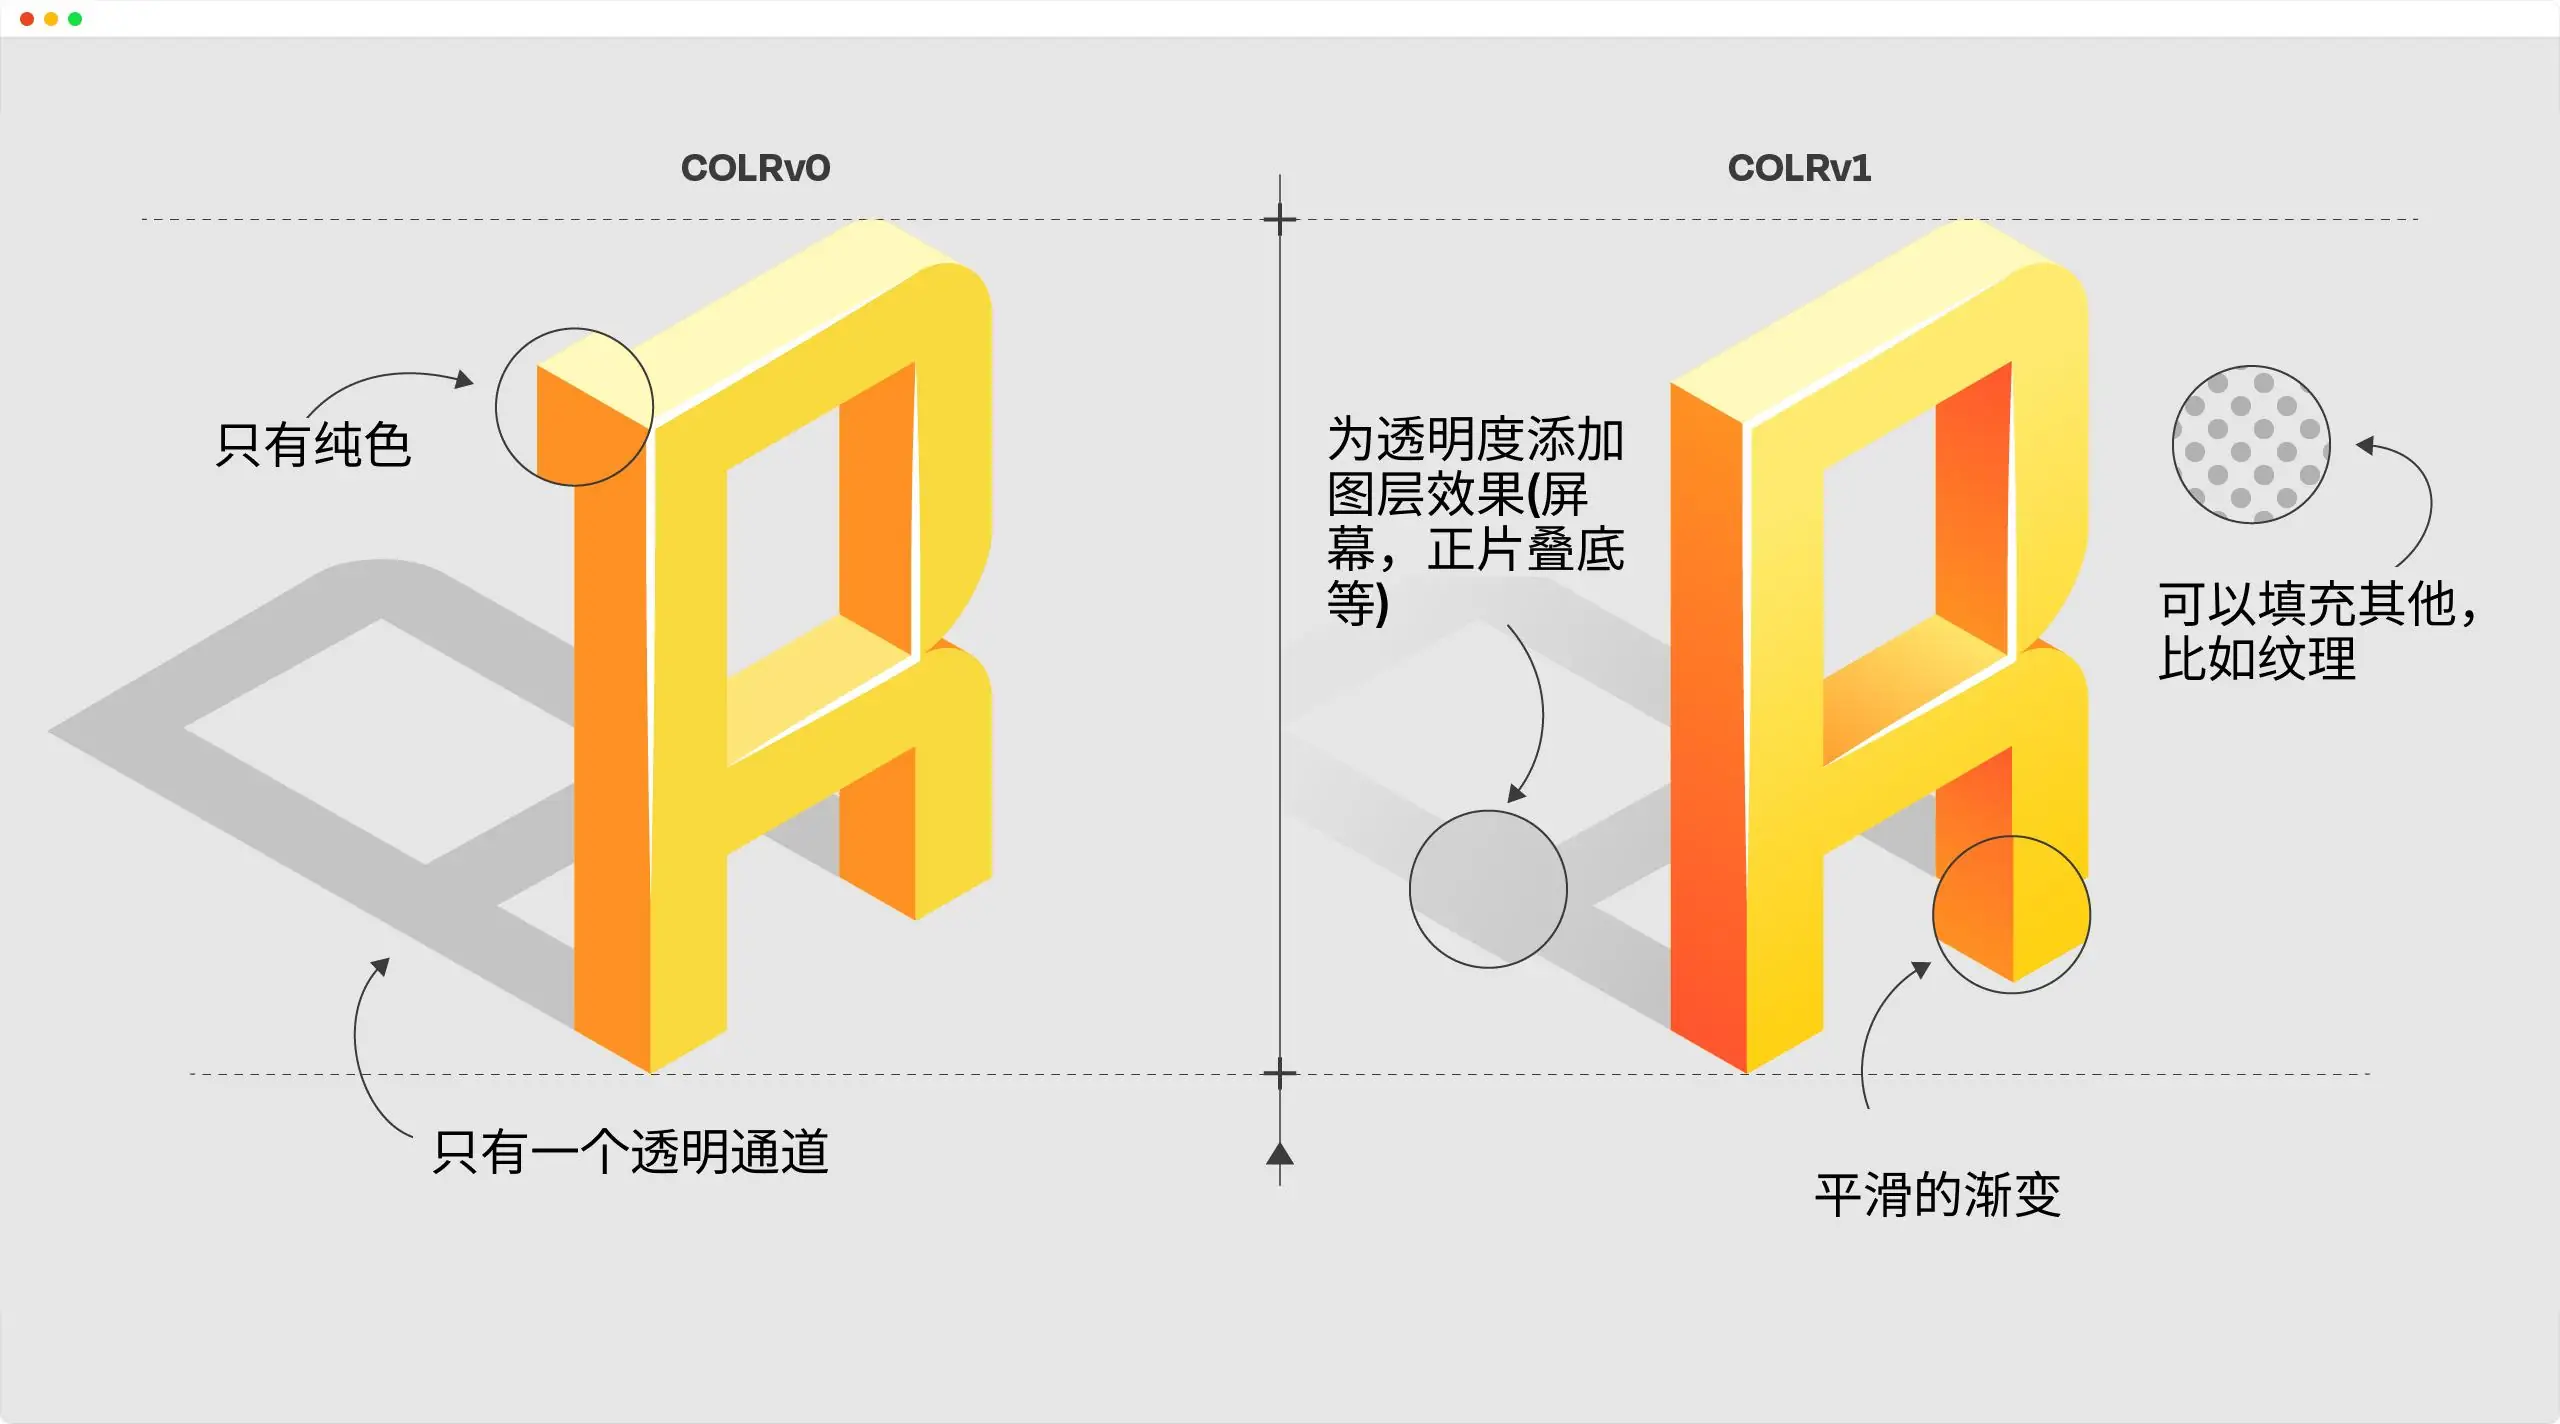 COLRv0
COLRv1
只有纯色
为透明度添加
图层效果(屏
幕，正片叠底
等)
可以填充其他，
比如纹理
只有一个透明通道
平滑的渐变